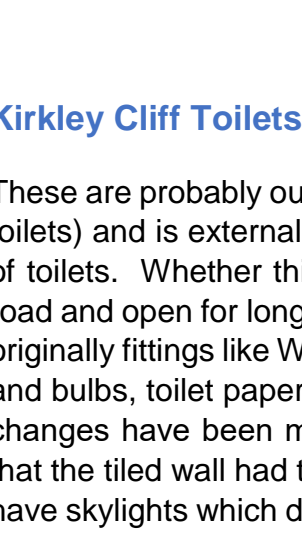 Kirkley Cliff Toilets
These are probably ou
oilets) and is external
of toilets. Whether thi
oad and open for long
originally fittings like W
and bulbs, toilet paper
changes have been m
hat the tiled wall had t
have skylights which d